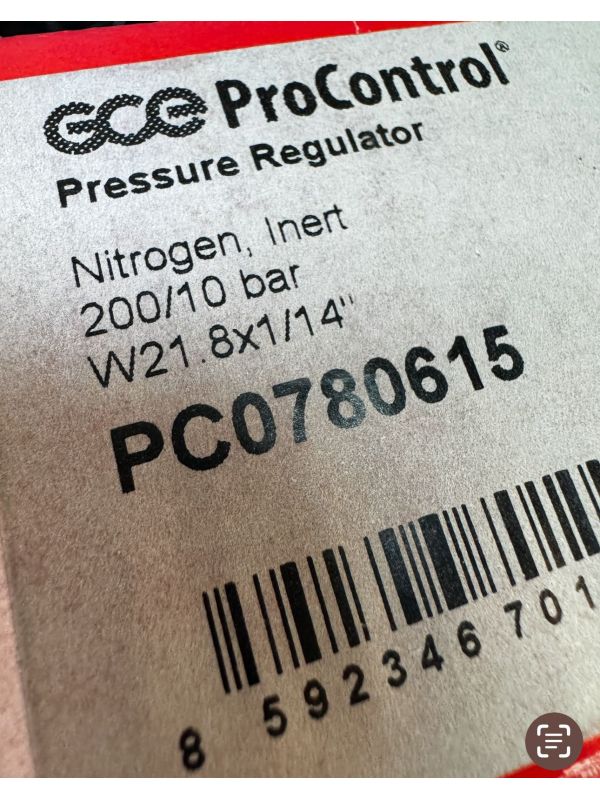 GCE ProControl®
Pressure Regulator
Nitrogen, Inert
200/10 bar
W21.8x1/14"
PC0780615
8 592346 701